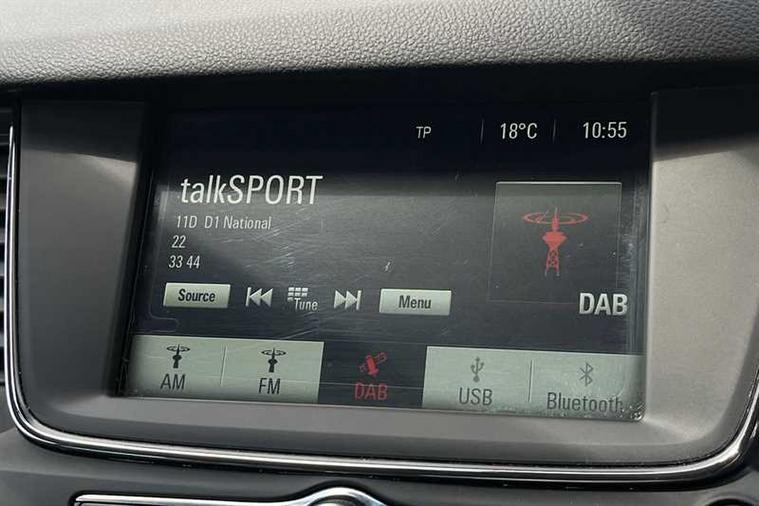 TP 18°C 10:55
talkSPORT
11D D1 National
22
33 44
Source Tune Menu
DAB
AM FM DAB USB Bluetooth